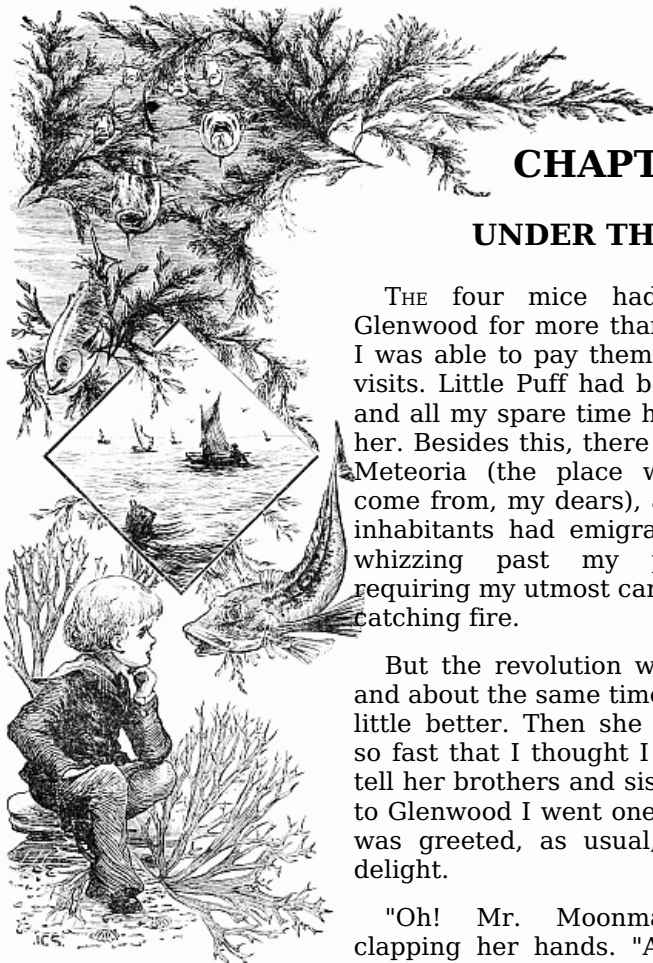 CHAPT
UNDER TH
THE four mice had
Glenwood for more than
I was able to pay them
visits. Little Puff had b
and all my spare time h
her. Besides this, there
Meteoria (the place w
come from, my dears), a
inhabitants had emigra
whizzing past my p
requiring my utmost car
catching fire.
But the revolution w
and about the same time
little better. Then she
so fast that I thought I
tell her brothers and sis
to Glenwood I went one
was greeted, as usual,
delight.
"Oh! Mr. Moonma
clapping her hands. "A
JCS